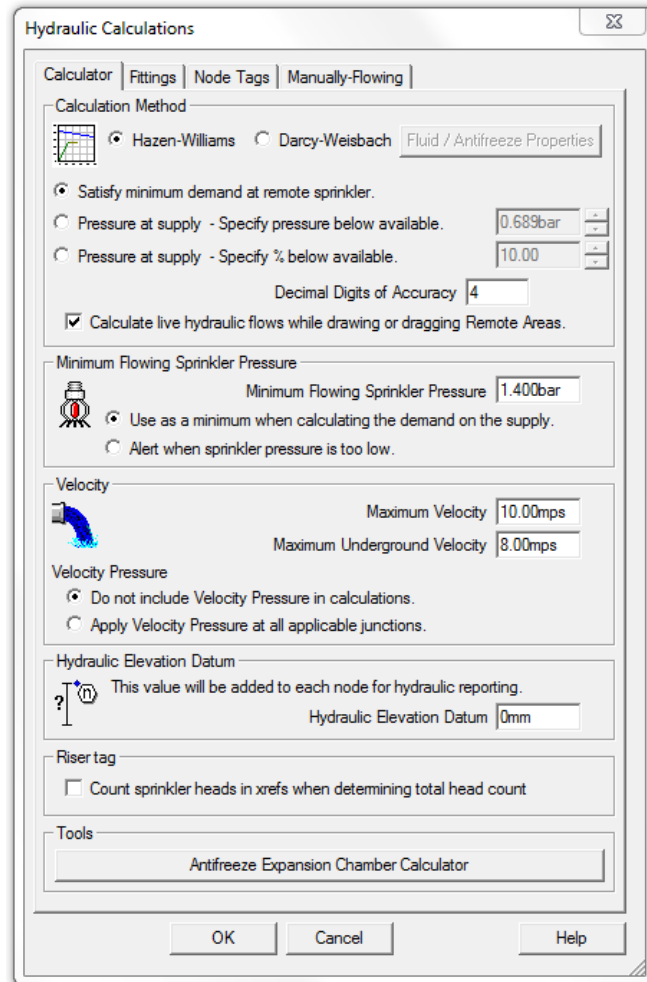 Hydraulic Calculations
Calculator Fittings Node Tags Manually-Flowing
Calculation Method
Hazen-Williams Darcy-Weisbach Fluid / Antifreeze Properties
Satisfy minimum demand at remote sprinkler.
Pressure at supply - Specify pressure below available. 0.689bar
Pressure at supply - Specify % below available. 10.00
Decimal Digits of Accuracy 4
Calculate live hydraulic flows while drawing or dragging Remote Areas.
Minimum Flowing Sprinkler Pressure
Minimum Flowing Sprinkler Pressure 1.400bar
Use as a minimum when calculating the demand on the supply.
Alert when sprinkler pressure is too low.
Velocity
Maximum Velocity 10.00mps
Maximum Underground Velocity 8.00mps
Velocity Pressure
Do not include Velocity Pressure in calculations.
Apply Velocity Pressure at all applicable junctions.
Hydraulic Elevation Datum
? n This value will be added to each node for hydraulic reporting.
Hydraulic Elevation Datum 0mm
Riser tag
Count sprinkler heads in xrefs when determining total head count
Tools
Antifreeze Expansion Chamber Calculator
OK Cancel Help